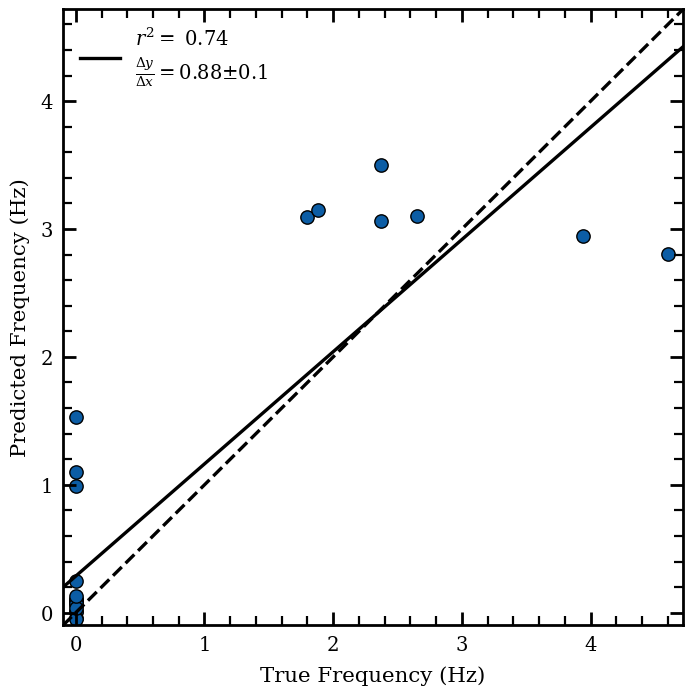 r² = 0.74
Δy/Δx = 0.88±0.1
4
3
2
1
0
Predicted Frequency (Hz)
0 1 2 3 4
True Frequency (Hz)